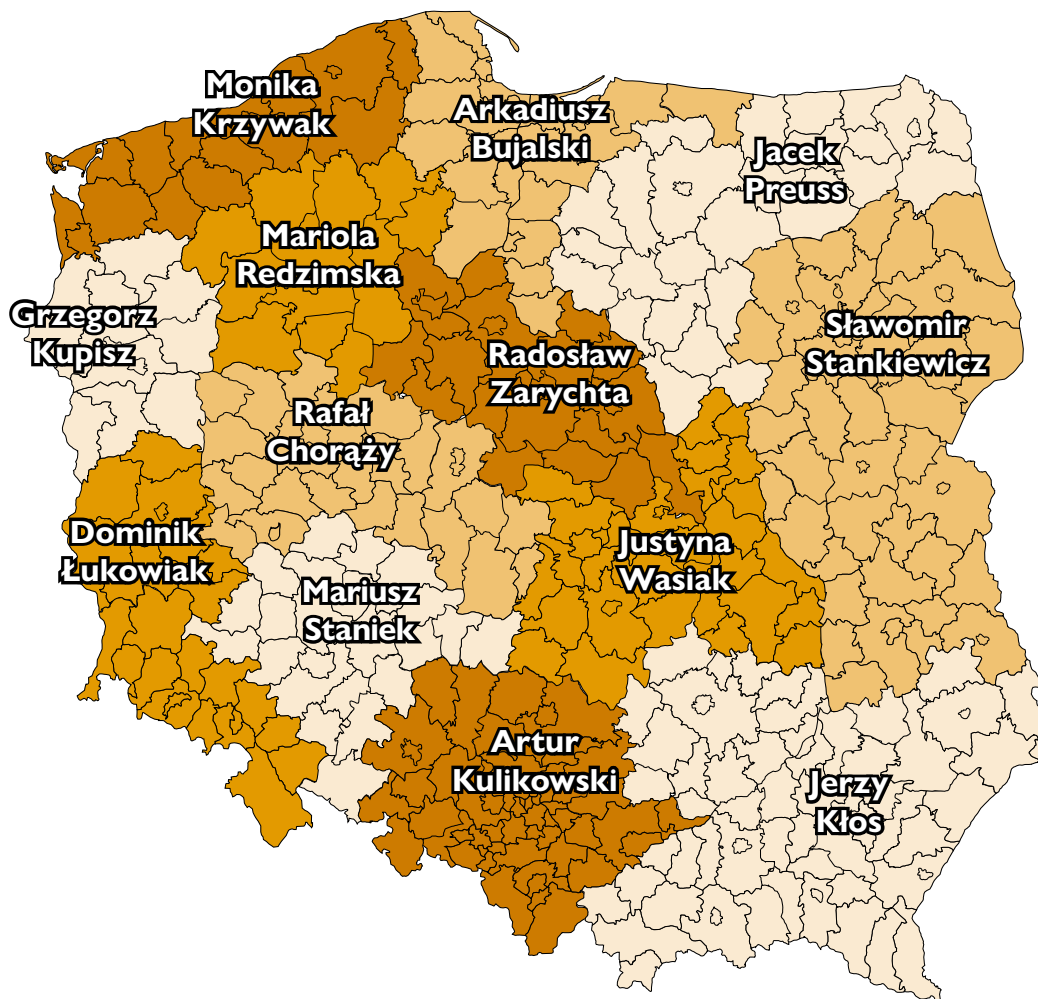 Monika
Krzywak
Arkadiusz
Bujalski
Jacek
Preuss
Mariola
Redzimska
Grzegorz
Kupisz
Sławomir
Stankiewicz
Radosław
Zarychta
Rafał
Chorąży
Dominik
Łukowiak
Justyna
Wasiak
Mariusz
Staniek
Artur
Kulikowski
Jerzy
Kłos